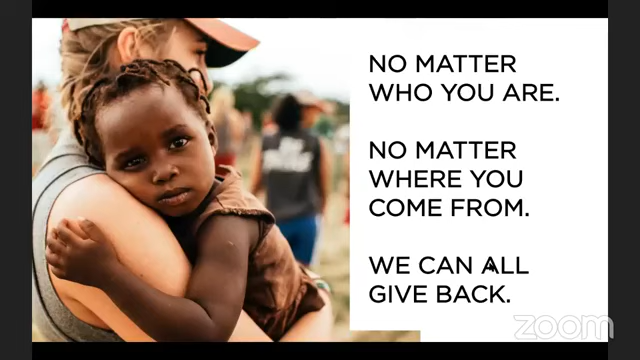 NO MATTER
WHO YOU ARE.
NO MATTER
WHERE YOU
COME FROM.
WE CAN ALL
GIVE BACK.
zoom